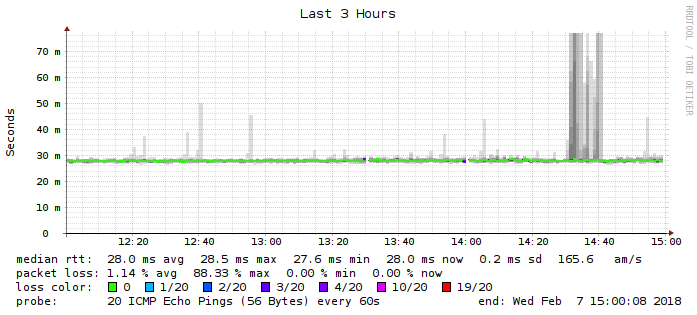 Last 3 Hours
RRDTOOL / TOBI OETIKER
Seconds
70 m
60 m
50 m
40 m
30 m
20 m
10 m
0
12:20 12:40 13:00 13:20 13:40 14:00 14:20 14:40 15:00
median rtt: 28.0 ms avg 28.5 ms max 27.6 ms min 28.0 ms now 0.2 ms sd 165.6 am/s
packet loss: 1.14 % avg 88.33 % max 0.00 % min 0.00 % now
loss color: 0 1/20 2/20 3/20 4/20 10/20 19/20
probe: 20 ICMP Echo Pings (56 Bytes) every 60s end: Wed Feb 7 15:00:08 2018